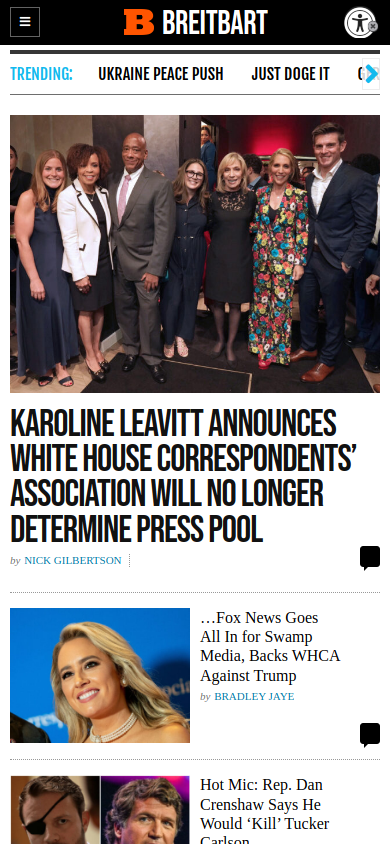 BREITBART
TRENDING: UKRAINE PEACE PUSH JUST DOGE IT
KAROLINE LEAVITT ANNOUNCES
WHITE HOUSE CORRESPONDENTS’
ASSOCIATION WILL NO LONGER
DETERMINE PRESS POOL
by NICK GILBERTSON
…Fox News Goes
All In for Swamp
Media, Backs WHCA
Against Trump
by BRADLEY JAYE
Hot Mic: Rep. Dan
Crenshaw Says He
Would ‘Kill’ Tucker
Carlson